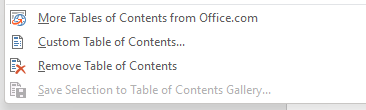 More Tables of Contents from Office.com
Custom Table of Contents...
Remove Table of Contents
Save Selection to Table of Contents Gallery...